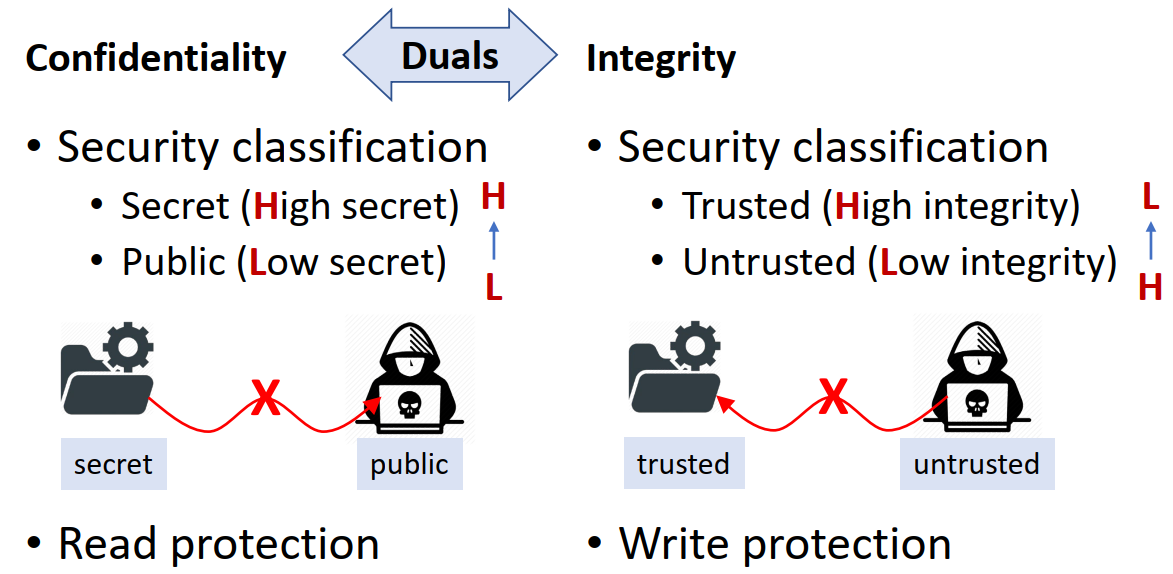 Confidentiality
Duals
Integrity
• Security classification
• Secret (High secret)
• Public (Low secret)
H
L
secret
X
public
• Read protection
• Security classification
• Trusted (High integrity)
• Untrusted (Low integrity)
L
H
trusted
X
untrusted
• Write protection